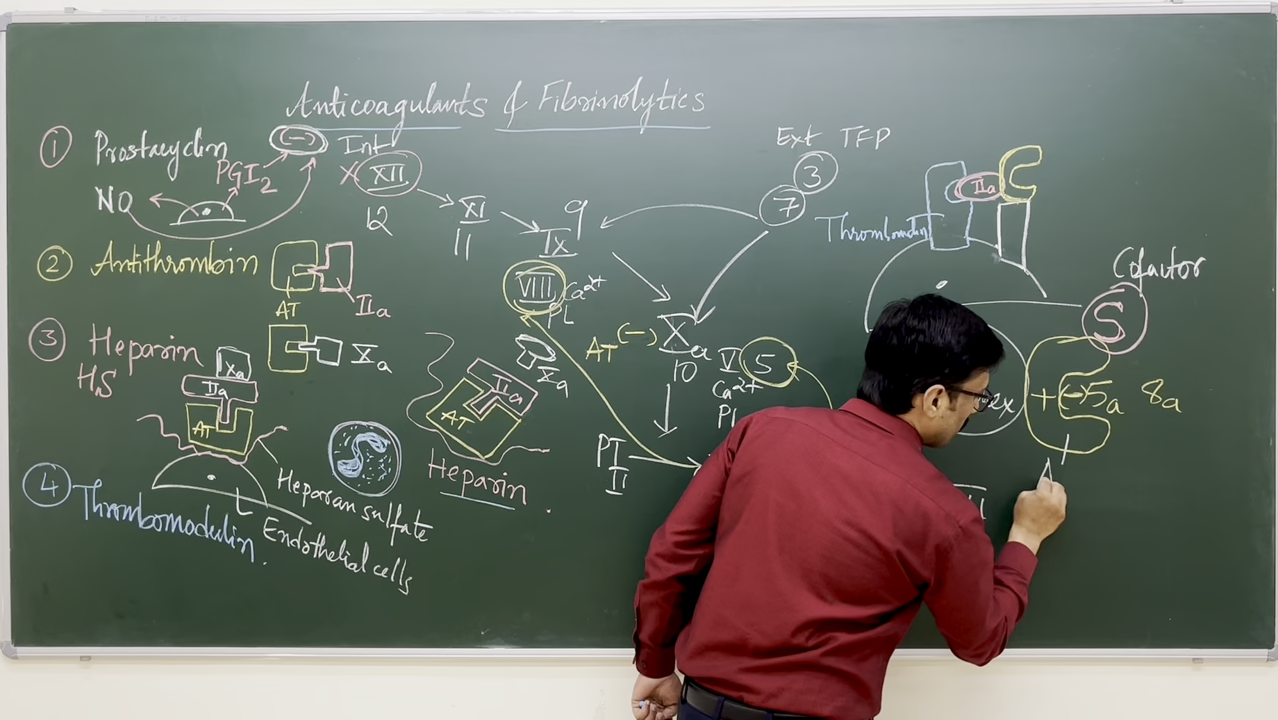 Anticoagulants & Fibrinolytics
① Prostacyclin
(-)
Int
PGI2
NO
X XII
12
XI
11
9
IX
Ext TFP
3
7
② Antithrombin
AT
IIa
VIII
Ca2+
PL
③ Heparin
HS
Xa
Xa
IIa
AT
IIa
AT
Xa
Heparin
AT (-) Xa
10
V 5
Ca2+
PL
PT
II
④ Thrombomodulin
Heparan sulfate
Endothelial cells
IIa
C
Thrombomodulin
Cofactor
S
+ (-) 5a 8a